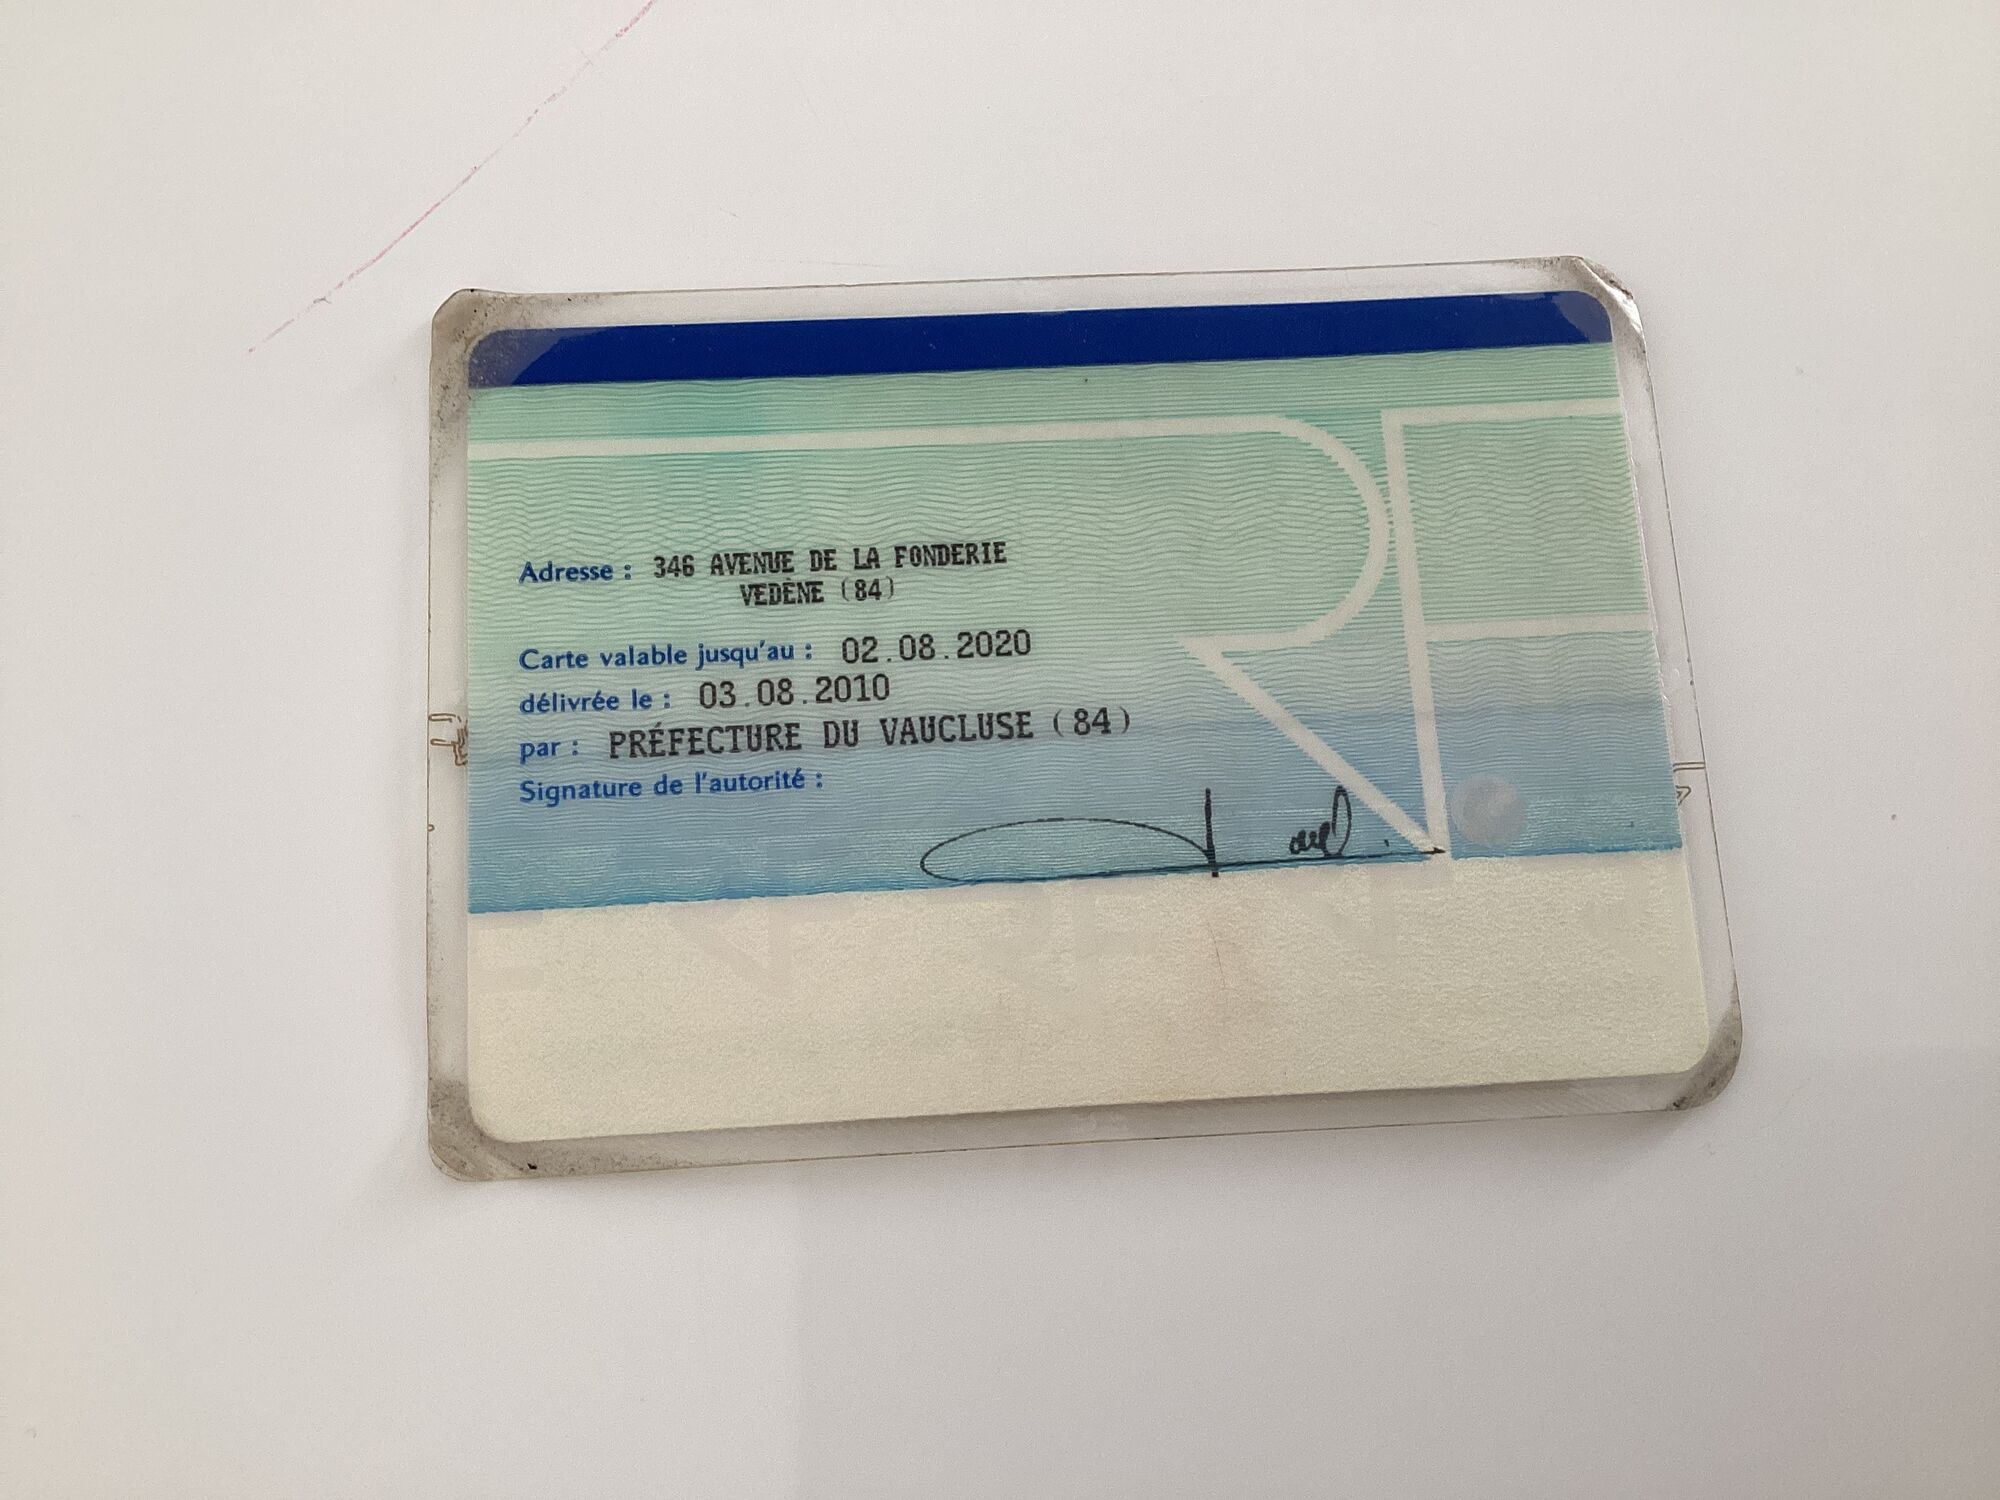 Adresse : 346 AVENUE DE LA FONDERIE
VEDÈNE (84)
Carte valable jusqu'au : 02.08.2020
délivrée le : 03.08.2010
par : PRÉFECTURE DU VAUCLUSE (84)
Signature de l'autorité :
RF